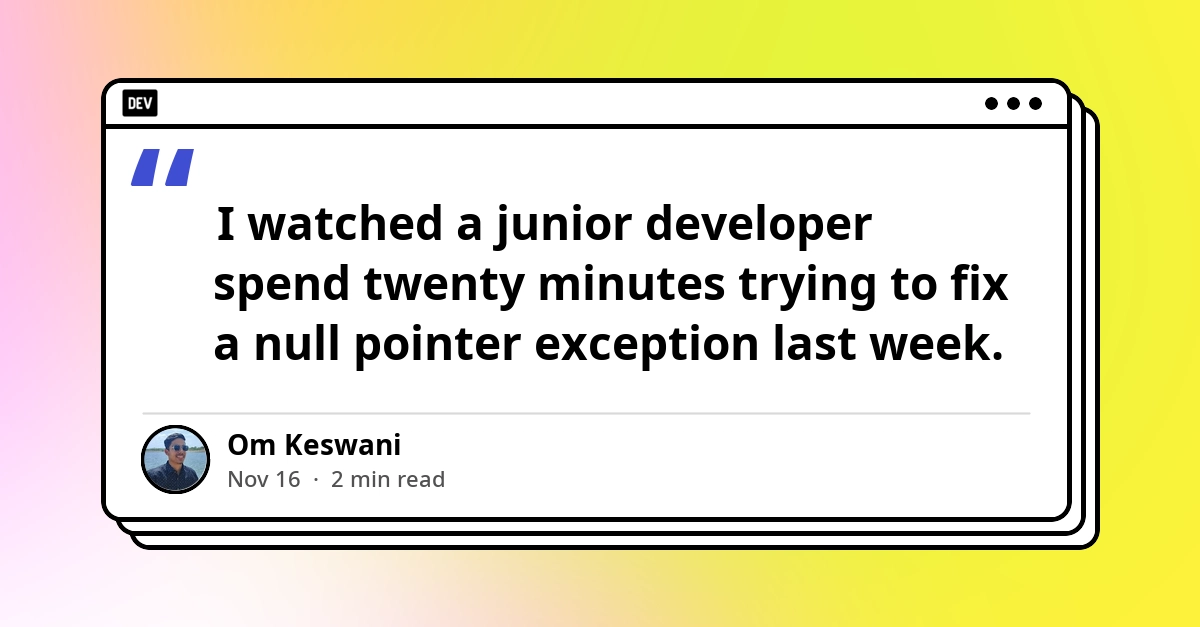 DEV
“
I watched a junior developer
spend twenty minutes trying to fix
a null pointer exception last week.
Om Keswani
Nov 16 · 2 min read